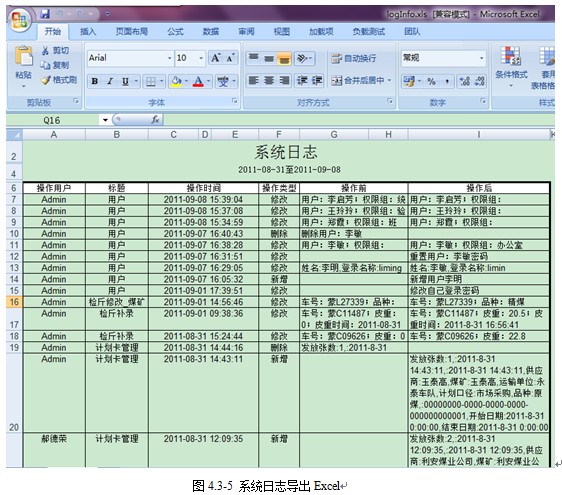 logInfo.xls [兼容模式] - Microsoft Excel
开始 插入 页面布局 公式 数据 审阅 视图 加载项 负载测试 团队
剪切
复制
格式刷
粘贴
Arial 10
自动换行
合并后居中
常规
条件格式 套用
表格格式
剪贴板 字体 对齐方式 数字 样式
Q16 fx
A B C D E F G H I
2 系统日志
4 2011-08-31至2011-09-08
6 操作用户 标题 操作时间 操作类型 操作前 操作后
7 Admin 用户 2011-09-08 15:39:04 修改 用户：李启芳；权限组：统 用户：李启芳；权限组：
8 Admin 用户 2011-09-08 15:37:08 修改 用户：王玲玲；权限组：验 用户：王玲玲；权限组：
9 Admin 用户 2011-09-08 15:34:59 修改 用户：郑霞；权限组：班 用户：郑霞；权限组：
10 Admin 用户 2011-09-07 16:40:43 删除 删除用户：李敏
11 Admin 用户 2011-09-07 16:38:28 修改 用户：李敏；权限组： 用户：李敏；权限组：办公室
12 Admin 用户 2011-09-07 16:31:51 修改 重置用户：李敏密码
13 Admin 用户 2011-09-07 16:29:05 修改 姓名:李明,登录名称:liming 姓名:李敏,登录名称:limin
14 Admin 用户 2011-09-07 16:05:32 新增 新增用户李明
15 Admin 用户 2011-09-01 17:39:51 修改 修改自己登录密码
16 Admin 检斤修改_煤矿 2011-09-01 14:56:46 修改 车号：蒙L27339；品种： 车号：蒙L27339；品种：精煤
17 Admin 检斤补录 2011-09-01 09:38:36 修改 车号：蒙C11487；皮重： 车号：蒙C11487；皮重：20.5；皮
0；皮重时间：2011-08-31 重时间：2011-8-31 16:56:41
18 Admin 检斤补录 2011-08-31 15:24:44 修改 车号：蒙C09626；皮重：0 车号：蒙C09626；皮重：22.8
19 Admin 计划卡管理 2011-08-31 14:44:16 删除 发放张数:1,:2011-8-31
20 Admin 计划卡管理 2011-08-31 14:43:11 新增 发放张数:1,:2011-8-31
14:43:11,:2011-8-31 14:43:11,供应
商:玉泰高,煤矿:玉泰高,运输单位:永
泰车队,计划口径:市场采购,品种:原
煤,:00000000-0000-0000-0000-
000000000001,开始日期:2011-8-31
0:00:00,结束日期:2011-8-31 0:00:00
郝德荣 计划卡管理 2011-08-31 12:09:35 新增 发放张数:2,:2011-8-31
12:09:35,:2011-8-31 12:09:35,供应
商:利安煤业公司,煤矿:利安煤业公
图 4.3-5 系统日志导出 Excel